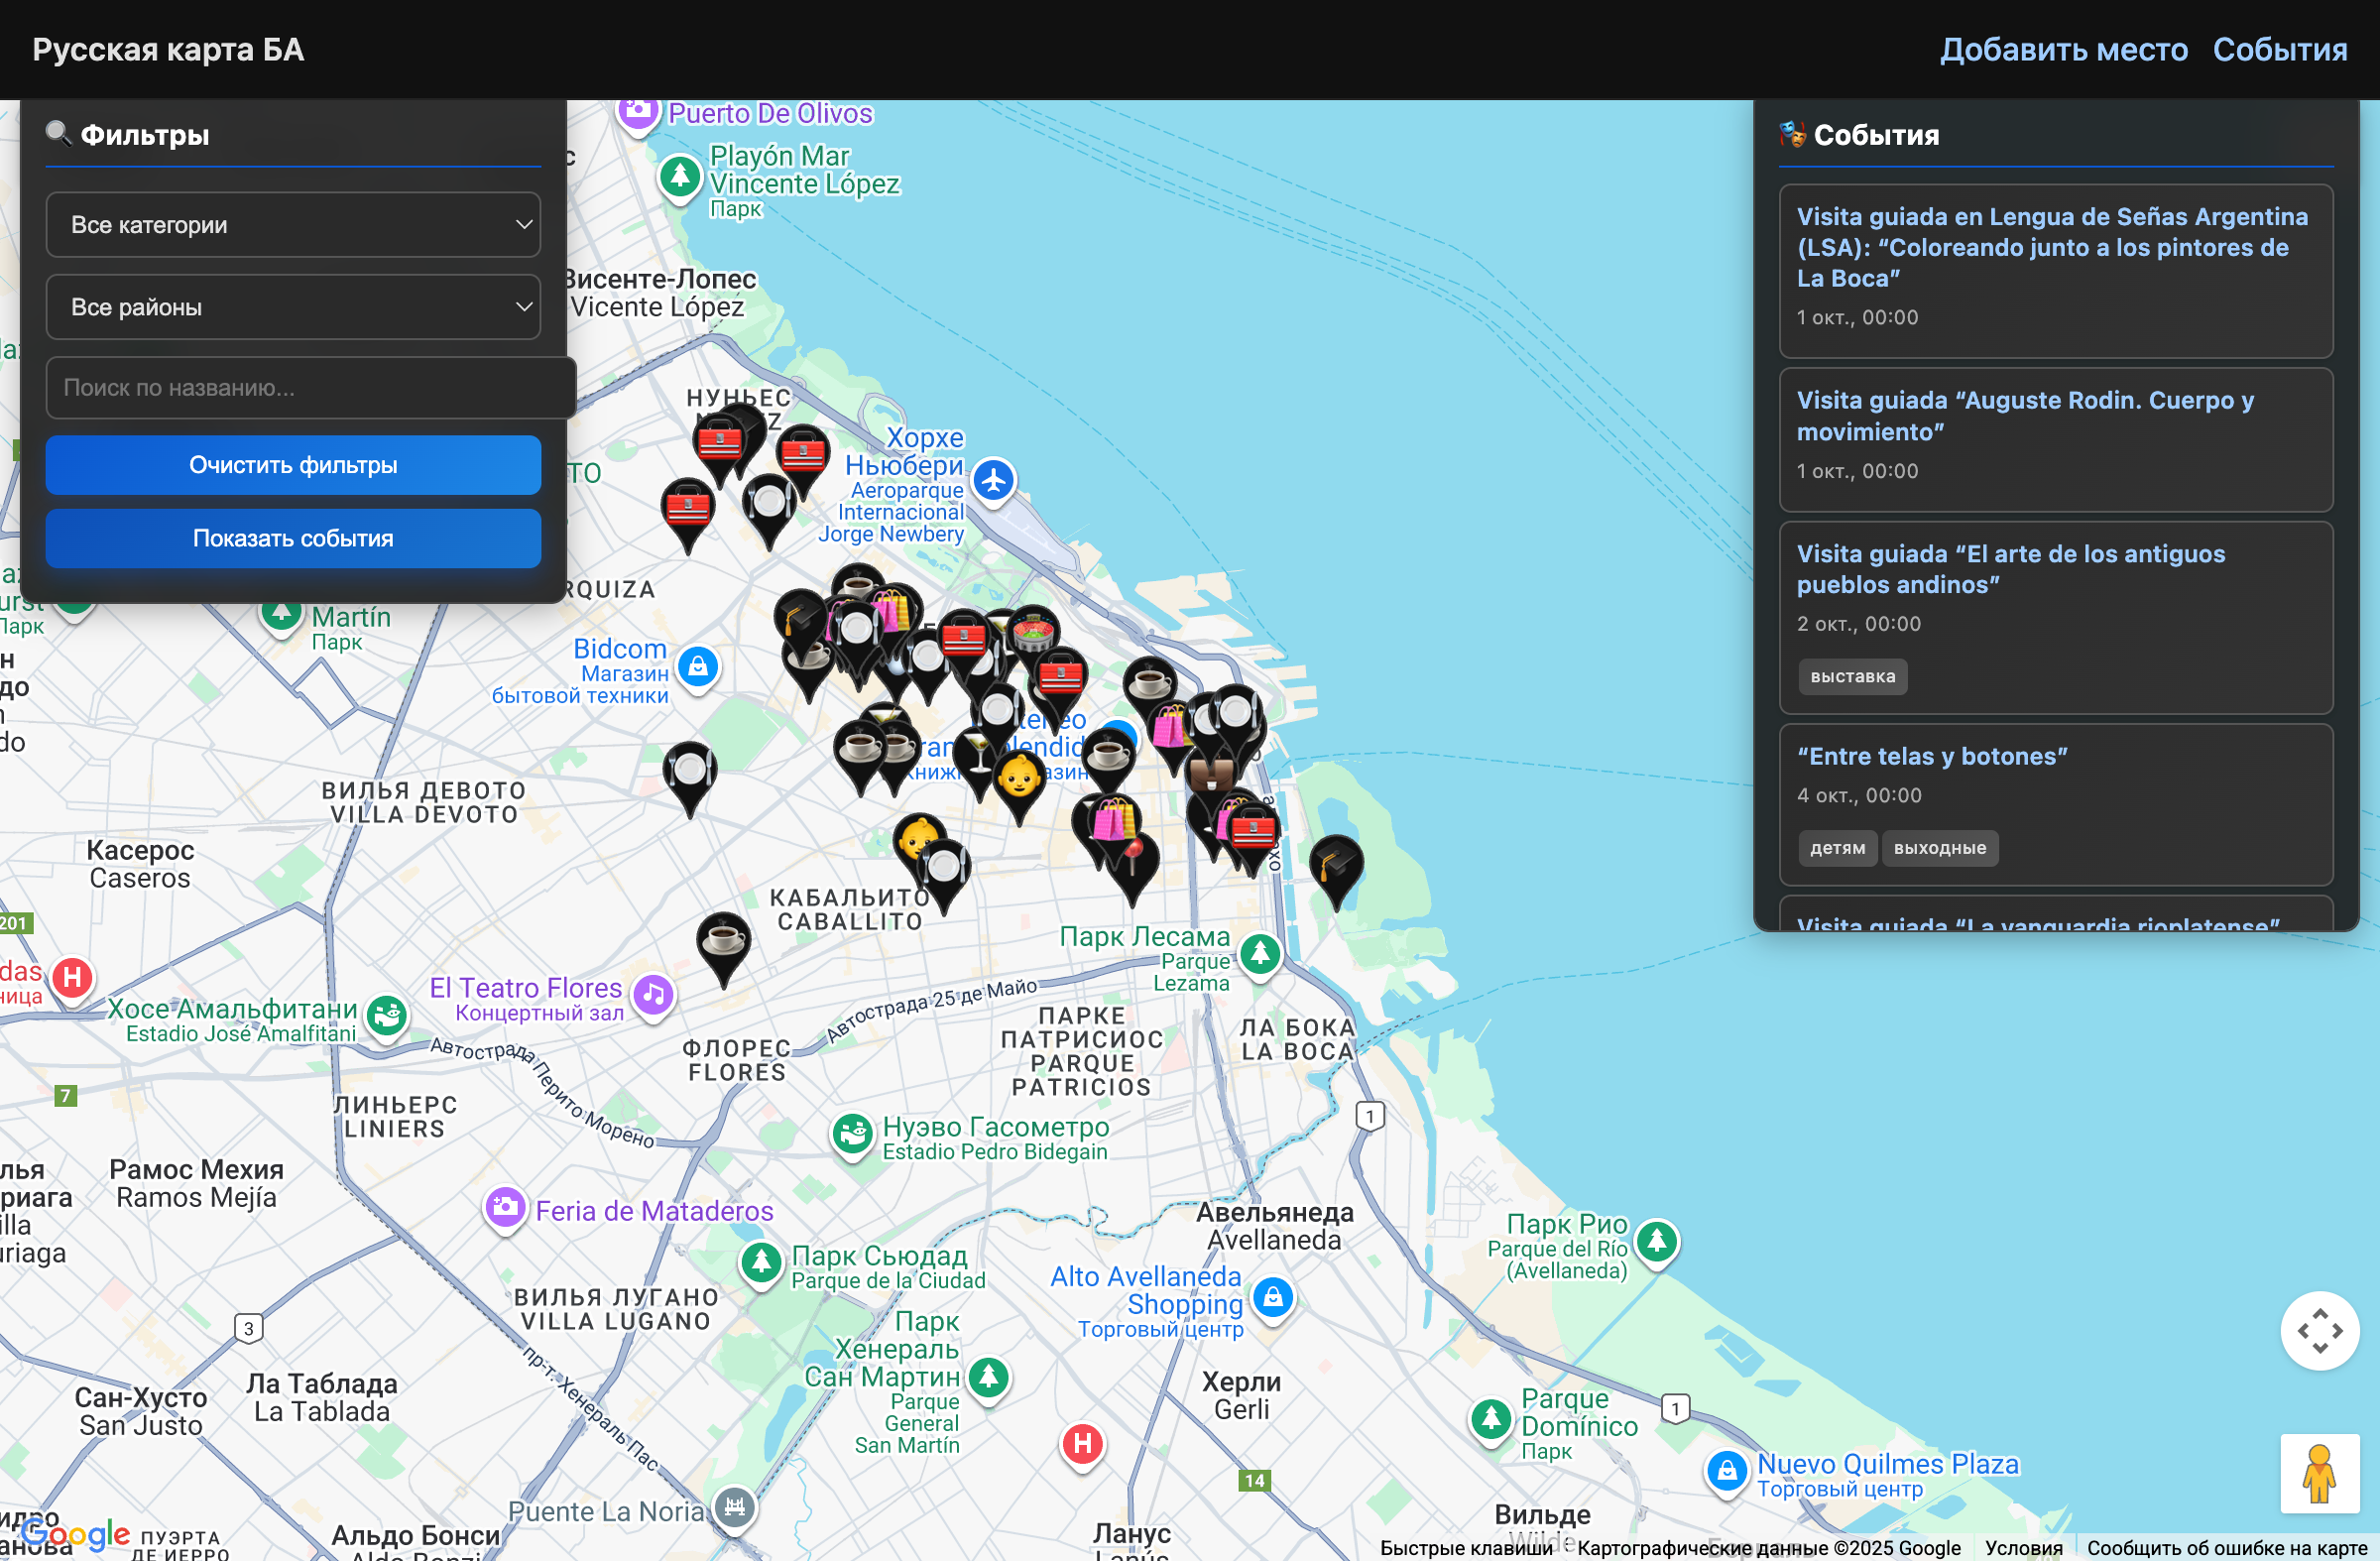 Русская карта БА
Добавить место
События
🔍 Фильтры
Все категории
Все районы
Поиск по названию...
Очистить фильтры
Показать события
🎭 События
Visita guiada en Lengua de Señas Argentina
(LSA): “Coloreando junto a los pintores de
La Boca”
1 окт., 00:00
Visita guiada “Auguste Rodin. Cuerpo y
movimiento”
1 окт., 00:00
Visita guiada “El arte de los antiguos
pueblos andinos”
2 окт., 00:00
выставка
“Entre telas y botones”
4 окт., 00:00
детям
выходные
Visita guiada “La vanguardia rioplatense”
Puerto De Olivos
Playón Mar
Vincente López
Парк
Висенте-Лопес
Vicente López
НУНЬЕС
Хорхе
Ньюбери
Aeroparque
Internacional
Jorge Newbery
Martín
Парк
Парк
Bidcom
Магазин
бытовой техники
ВИЛЬЯ ДЕВОТО
VILLA DEVOTO
Касерос
Caseros
201
КАБАЛЬИТО
CABALLITO
El Teatro Flores
Концертный зал
Хосе Амальфитани
Estadio José Amalfitani
Парк Лесама
Parque
Lezama
Автострада 25 де Майо
Автострада Перито Морено
ФЛОРЕС
FLORES
ПАРКЕ
ПАТРИСИОС
PARQUE
PATRICIOS
ЛА БОКА
LA BOCA
7
ЛИНЬЕРС
LINIERS
1
Нуэво Гасометро
Estadio Pedro Bidegain
Рамос Мехия
Ramos Mejía
Feria de Mataderos
Авельянеда
Avellaneda
Парк Рио
Parque del Río
(Avellaneda)
Парк Сьюдад
Parque de la Ciudad
Alto Avellaneda
Shopping
Торговый центр
ВИЛЬЯ ЛУГАНО
VILLA LUGANO
3
Парк
Хенераль
Сан Мартин
Parque
General
San Martín
пр-т. Хенераль Пас
Ла Таблада
La Tablada
Сан-Хусто
San Justo
Херли
Gerli
1
Parque
Domínico
Парк
Nuevo Quilmes Plaza
Торговый центр
14
Puente La Noria
Вильде
Wilde
Альдо Бонси
Aldo Bonzi
Ланус
Lanús
ПУЭРТА
ДЕ ИЕРРО
Google
Быстрые клавиши
Картографические данные ©2025 Google
Условия
Сообщить об ошибке на карте